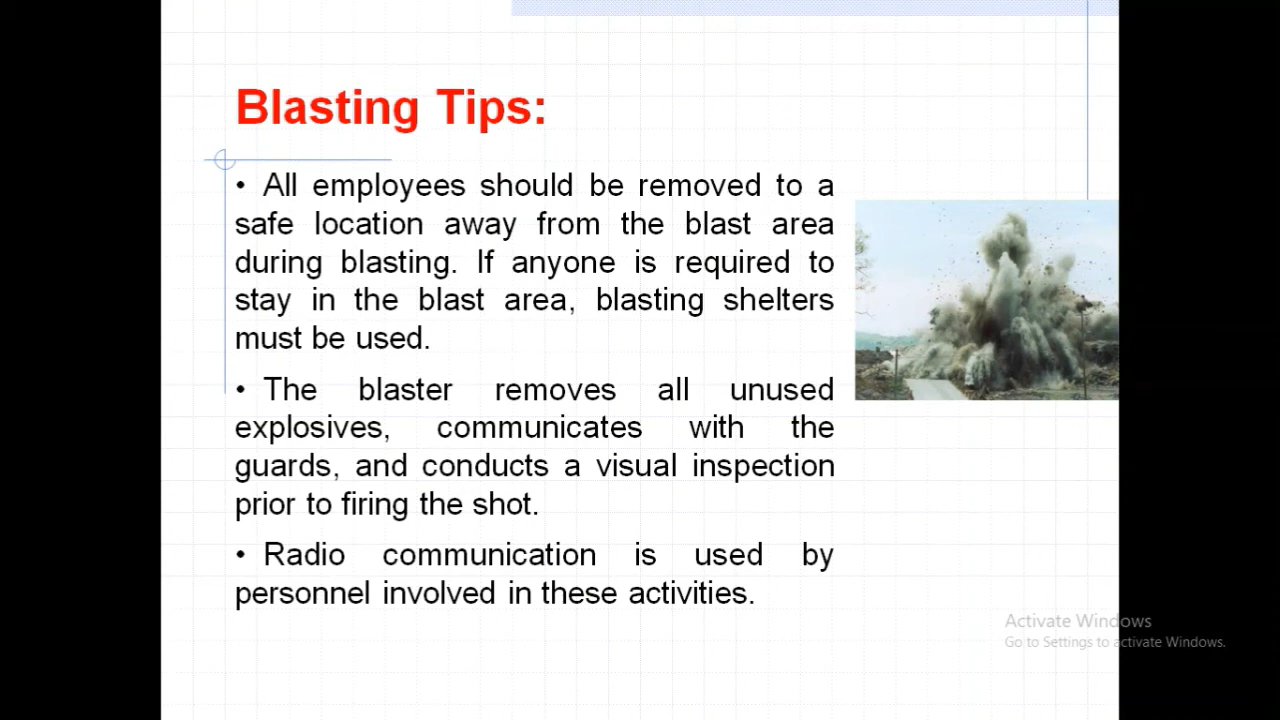 Blasting Tips:
• All employees should be removed to a
safe location away from the blast area
during blasting. If anyone is required to
stay in the blast area, blasting shelters
must be used.
• The blaster removes all unused
explosives, communicates with the
guards, and conducts a visual inspection
prior to firing the shot.
• Radio communication is used by
personnel involved in these activities.
Activate Windows
Go to Settings to activate Windows.